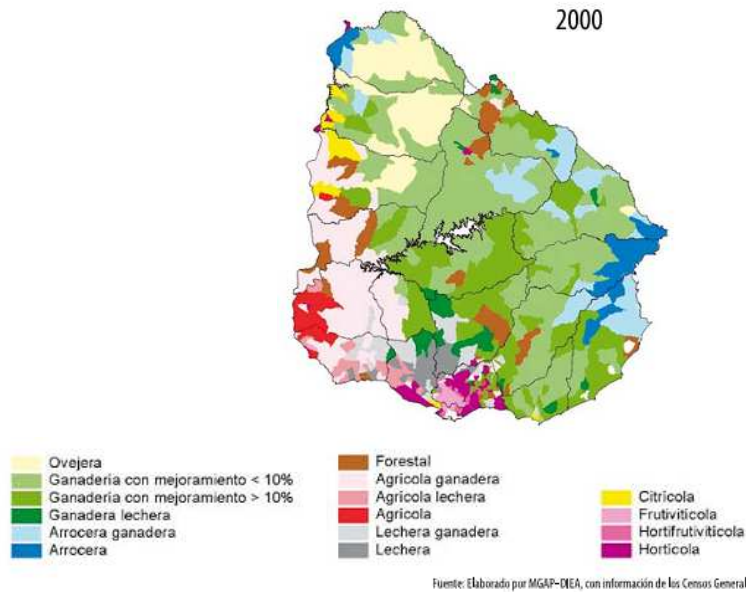 2000
Ovejera
Ganadería con mejoramiento < 10%
Ganadería con mejoramiento > 10%
Ganadera lechera
Arrocera ganadera
Arrocera
Forestal
Agrícola ganadera
Agrícola lechera
Agrícola
Lechera ganadera
Lechera
Citrícola
Frutivitícola
Hortifrutivitícola
Hortícola
Fuente: Elaborado por MGAP-DIEA, con información de los Censos General